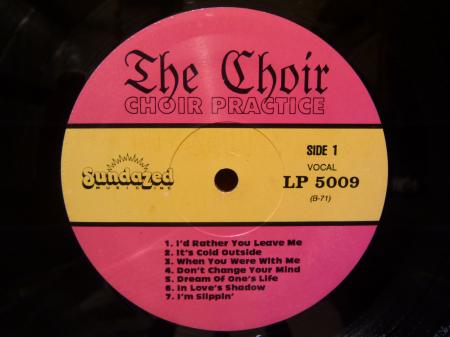 The Choir
CHOIR PRACTICE
SIDE 1
VOCAL
Sundazed
MUSIC INC.
LP 5009
(B-71)
1. I'd Rather You Leave Me
2. It's Cold Outside
3. When You Were With Me
4. Don't Change Your Mind
5. Dream Of One's Life
6. In Love's Shadow
7. I'm Slippin'